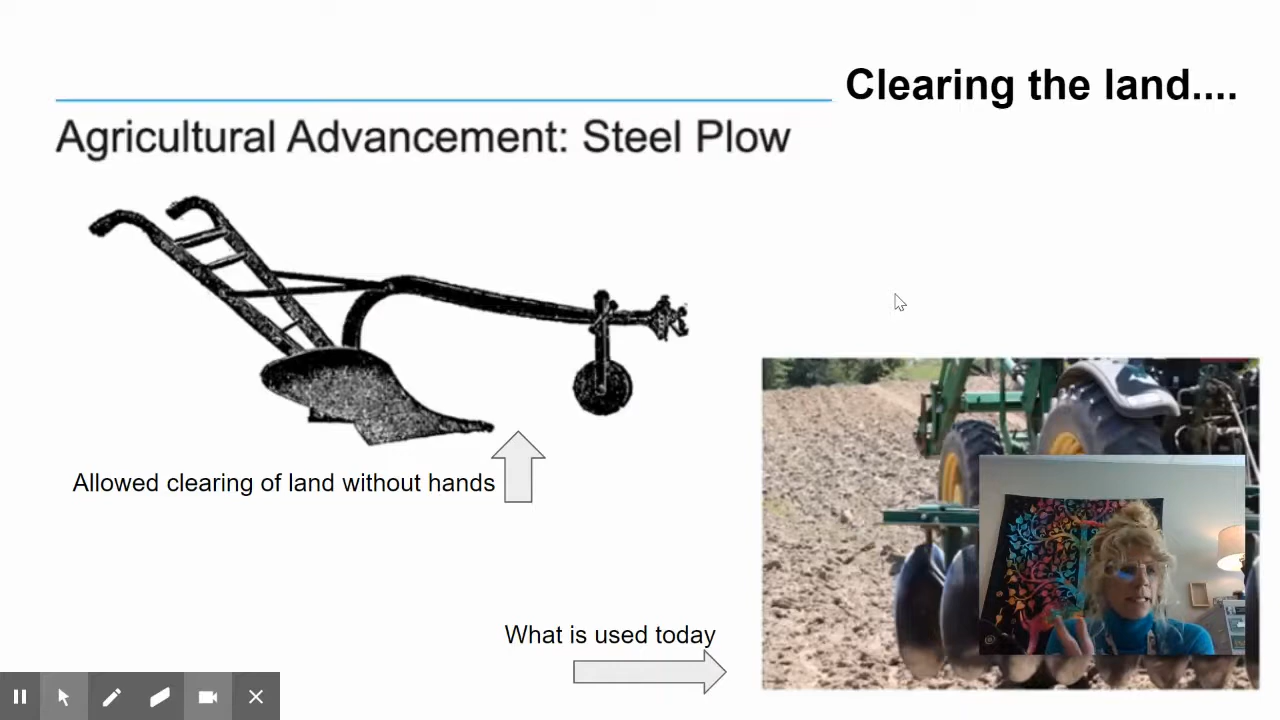 Clearing the land....
Agricultural Advancement: Steel Plow
Allowed clearing of land without hands
What is used today